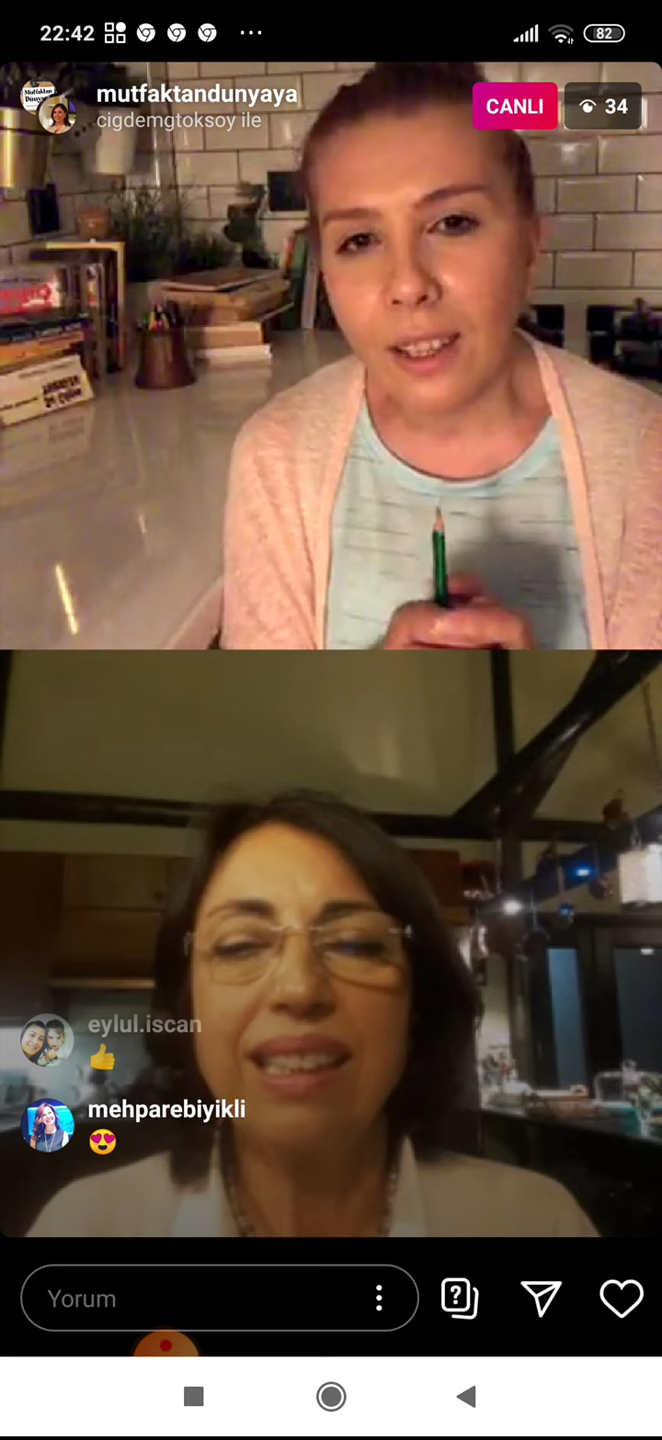 22:42
82
mutfaktandunyaya
cigdemgtoksoy ile
CANLI
34
eylul.iscan
mehparebiyikli
Yorum